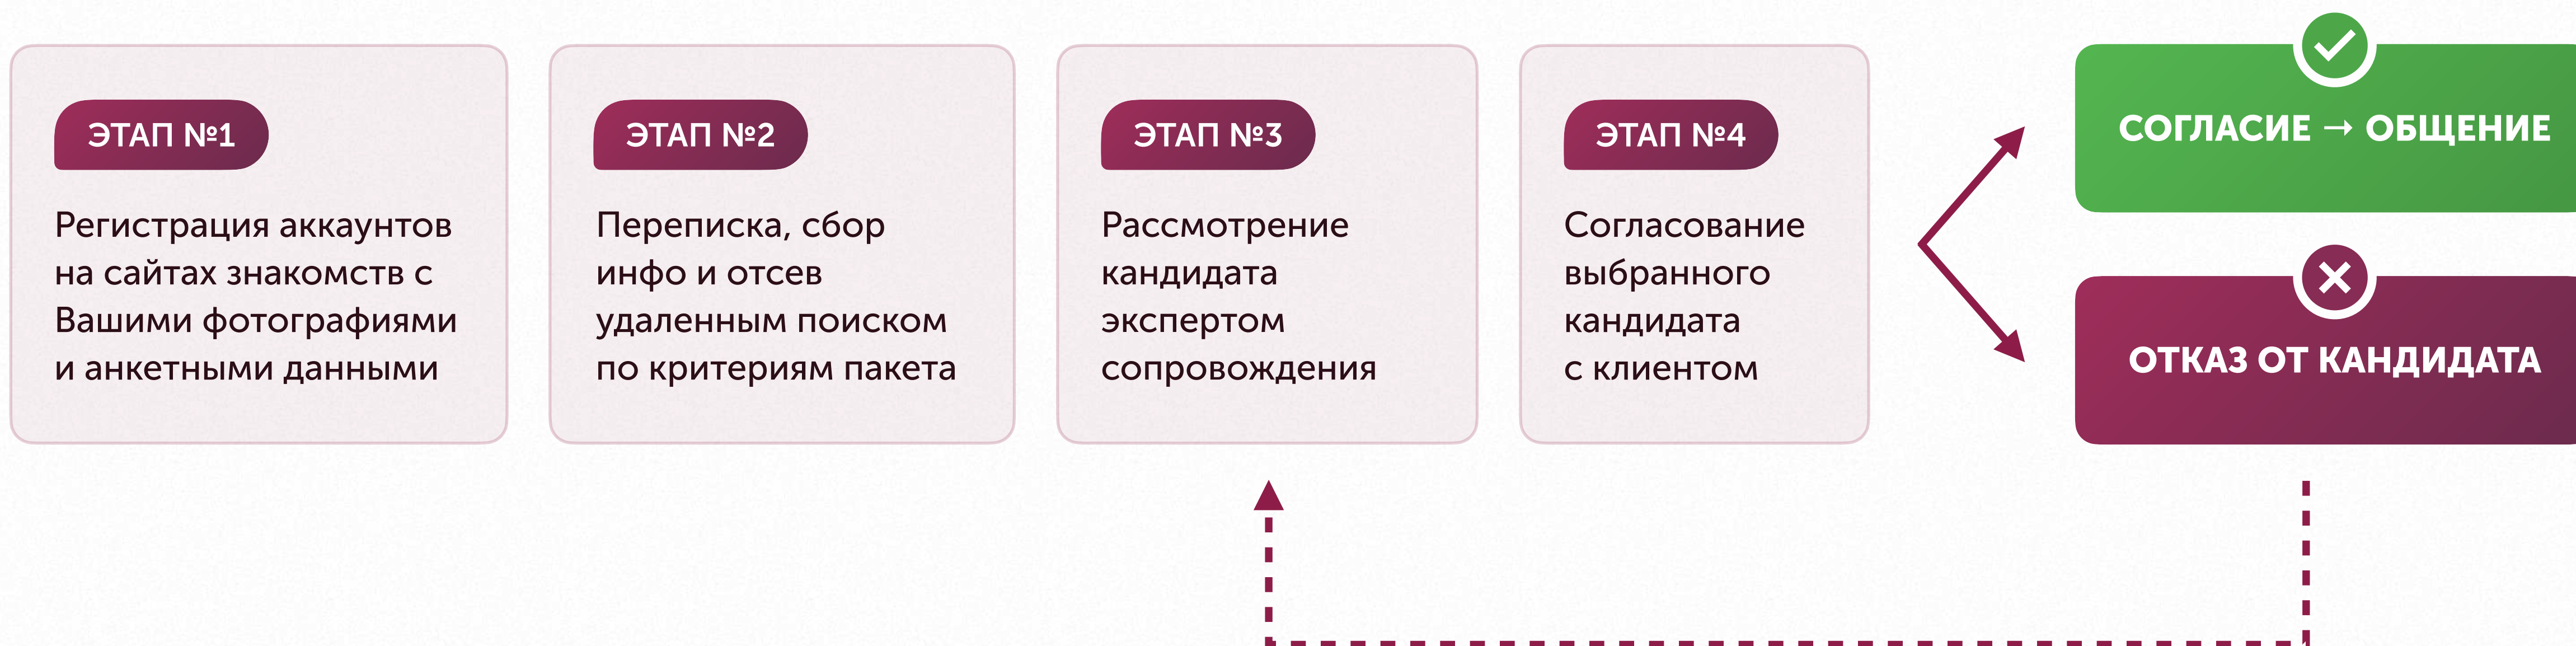 ЭТАП №1
Регистрация аккаунтов
на сайтах знакомств с
Вашими фотографиями
и анкетными данными
ЭТАП №2
Переписка, сбор
инфо и отсев
удаленным поиском
по критериям пакета
ЭТАП №3
Рассмотрение
кандидата
экспертом
сопровождения
ЭТАП №4
Согласование
выбранного
кандидата
с клиентом
СОГЛАСИЕ → ОБЩЕНИЕ
ОТКАЗ ОТ КАНДИДАТА